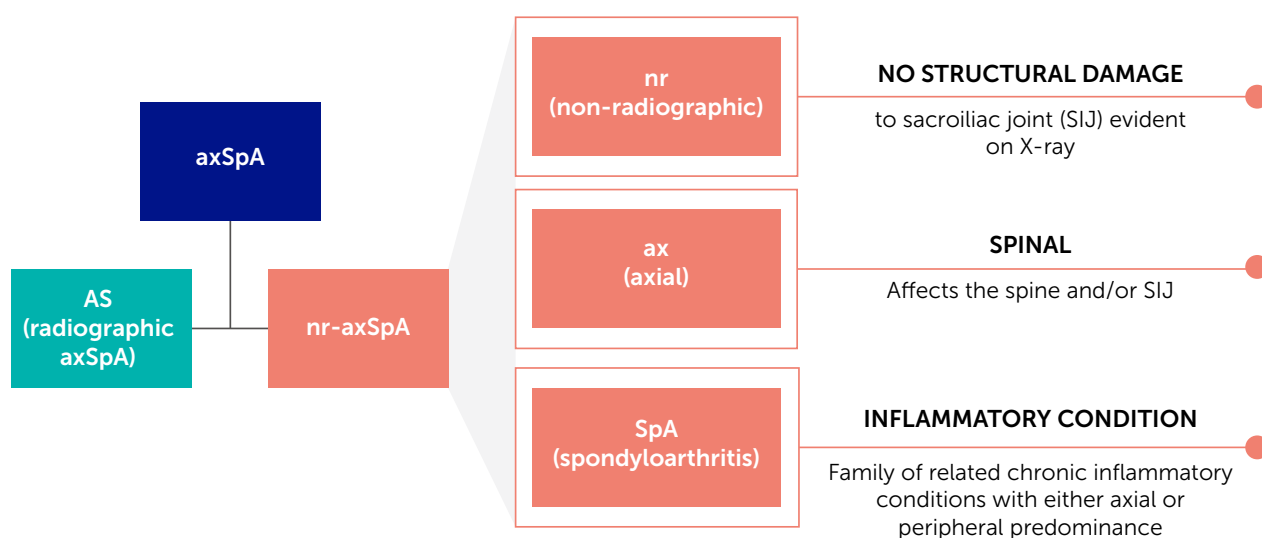 axSpA
AS
(radiographic
axSpA)
nr-axSpA
nr
(non-radiographic)
NO STRUCTURAL DAMAGE
to sacroiliac joint (SIJ) evident
on X-ray
ax
(axial)
SPINAL
Affects the spine and/or SIJ
SpA
(spondyloarthritis)
INFLAMMATORY CONDITION
Family of related chronic inflammatory
conditions with either axial or
peripheral predominance